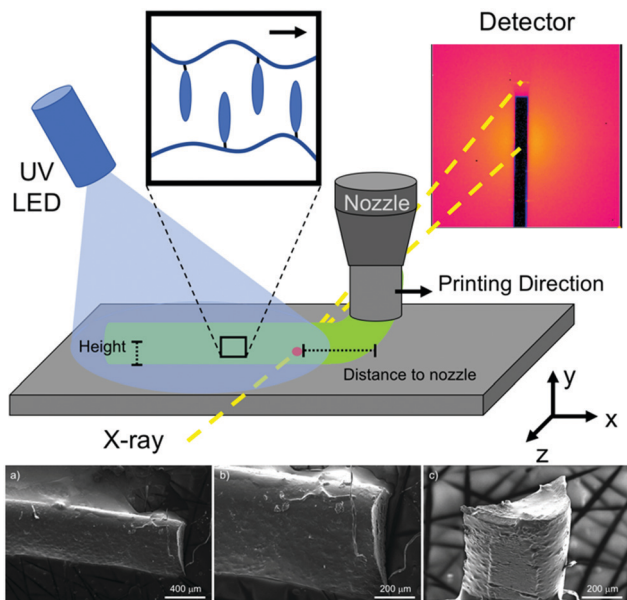 Detector
UV
LED
Nozzle
Printing Direction
Height
Distance to nozzle
X-ray
y
x
z
a)
400 μm
b)
200 μm
c)
200 μm